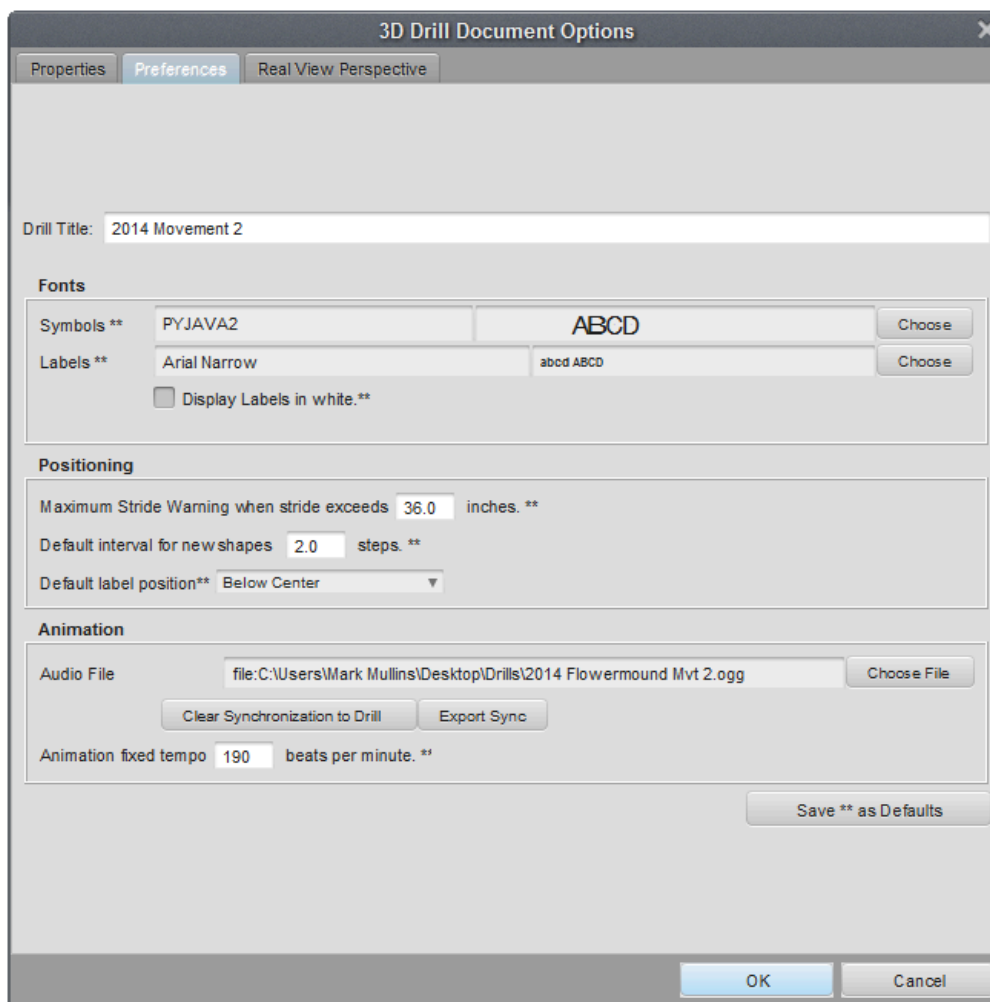 3D Drill Document Options
Properties Preferences Real View Perspective
Drill Title: 2014 Movement 2
Fonts
Symbols ** PYJAVA2 ABCD Choose
Labels ** Arial Narrow abcd ABCD Choose
Display Labels in white.**
Positioning
Maximum Stride Warning when stride exceeds 36.0 inches. **
Default interval for new shapes 2.0 steps. **
Default label position** Below Center
Animation
Audio File file:C:\Users\Mark Mullins\Desktop\Drills\2014 Flowermound Mvt 2.ogg Choose File
Clear Synchronization to Drill Export Sync
Animation fixed tempo 190 beats per minute. **
Save ** as Defaults
OK Cancel